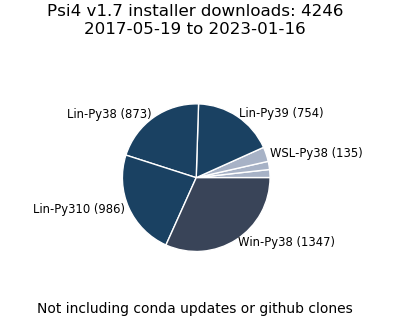 Psi4 v1.7 installer downloads: 4246
2017-05-19 to 2023-01-16
Lin-Py38 (873)
Lin-Py39 (754)
WSL-Py38 (135)
Lin-Py310 (986)
Win-Py38 (1347)
Not including conda updates or github clones